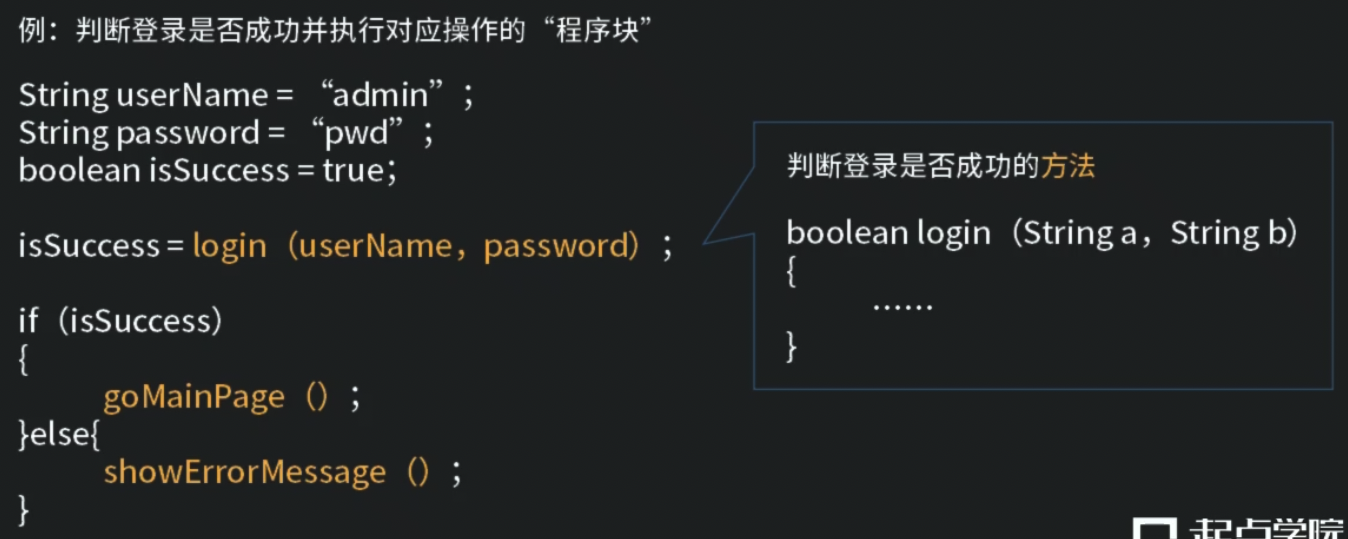 例：判断登录是否成功并执行对应操作的“程序块”
String userName = “admin”；
String password = “pwd”；
boolean isSuccess = true；
isSuccess = login（userName，password）；
if（isSuccess）
{
goMainPage（）；
}else{
showErrorMessage（）；
}
判断登录是否成功的方法
boolean login（String a，String b）
{
……
}
起点学院